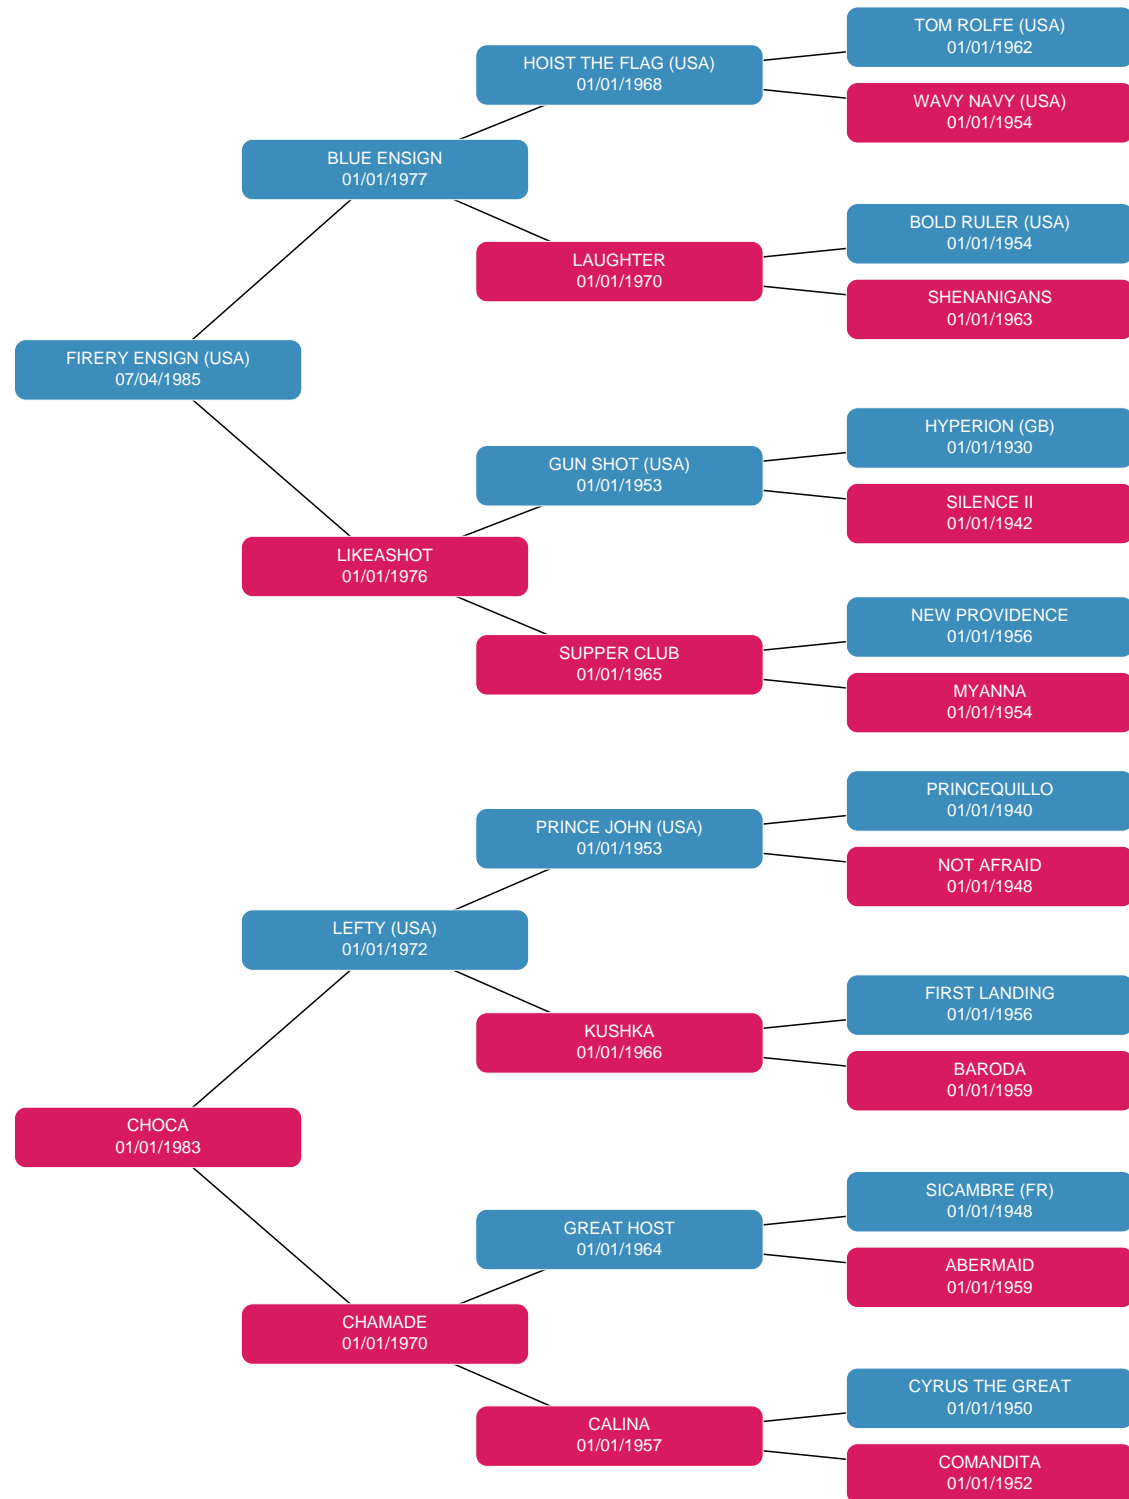 TOM ROLFE (USA)
01/01/1962
HOIST THE FLAG (USA)
01/01/1968
WAVY NAVY (USA)
01/01/1954
BLUE ENSIGN
01/01/1977
BOLD RULER (USA)
01/01/1954
LAUGHTER
01/01/1970
SHENANIGANS
01/01/1963
FIRERY ENSIGN (USA)
07/04/1985
HYPERION (GB)
01/01/1930
GUN SHOT (USA)
01/01/1953
SILENCE II
01/01/1942
LIKEASHOT
01/01/1976
NEW PROVIDENCE
01/01/1956
SUPPER CLUB
01/01/1965
MYANNA
01/01/1954
PRINCEQUILLO
01/01/1940
PRINCE JOHN (USA)
01/01/1953
NOT AFRAID
01/01/1948
LEFTY (USA)
01/01/1972
FIRST LANDING
01/01/1956
KUSHKA
01/01/1966
BARODA
01/01/1959
CHOCA
01/01/1983
SICAMBRE (FR)
01/01/1948
GREAT HOST
01/01/1964
ABERMAID
01/01/1959
CHAMADE
01/01/1970
CYRUS THE GREAT
01/01/1950
CALINA
01/01/1957
COMANDITA
01/01/1952